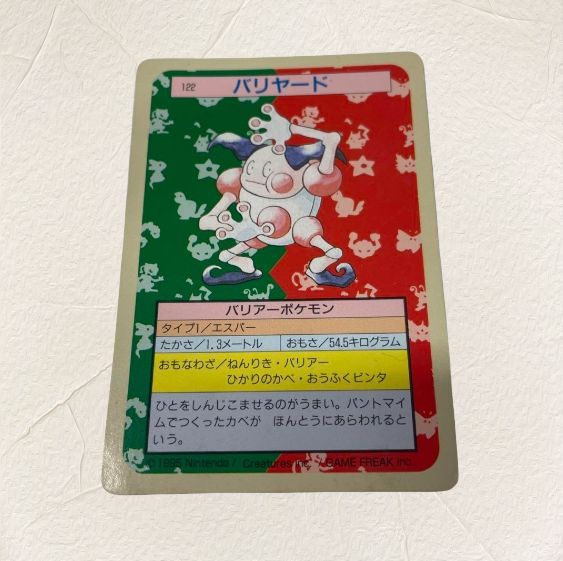 122 バリヤード
バリアーポケモン
タイプ1/エスパー
たかさ/1.3メートル おもさ/54.5キログラム
おもなわざ/ねんりき・バリアー
ひかりのかべ・おうふくビンタ
ひとをしんじこませるのがうまい。パントマイ
ムでつくったカベが ほんとうにあらわれると
いう。
© 1995 Nintendo / Creatures inc. / GAME FREAK inc.